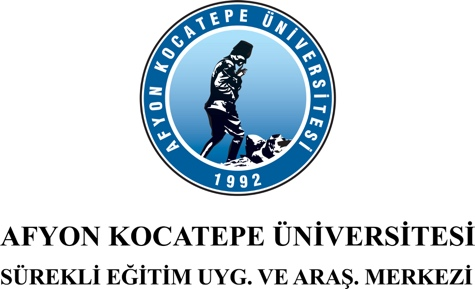 AFYON KOCATEPE ÜNİVERSİTESİ
1992
AFYON KOCATEPE ÜNİVERSİTESİ
SÜREKLİ EĞİTİM UYG. VE ARAŞ. MERKEZİ